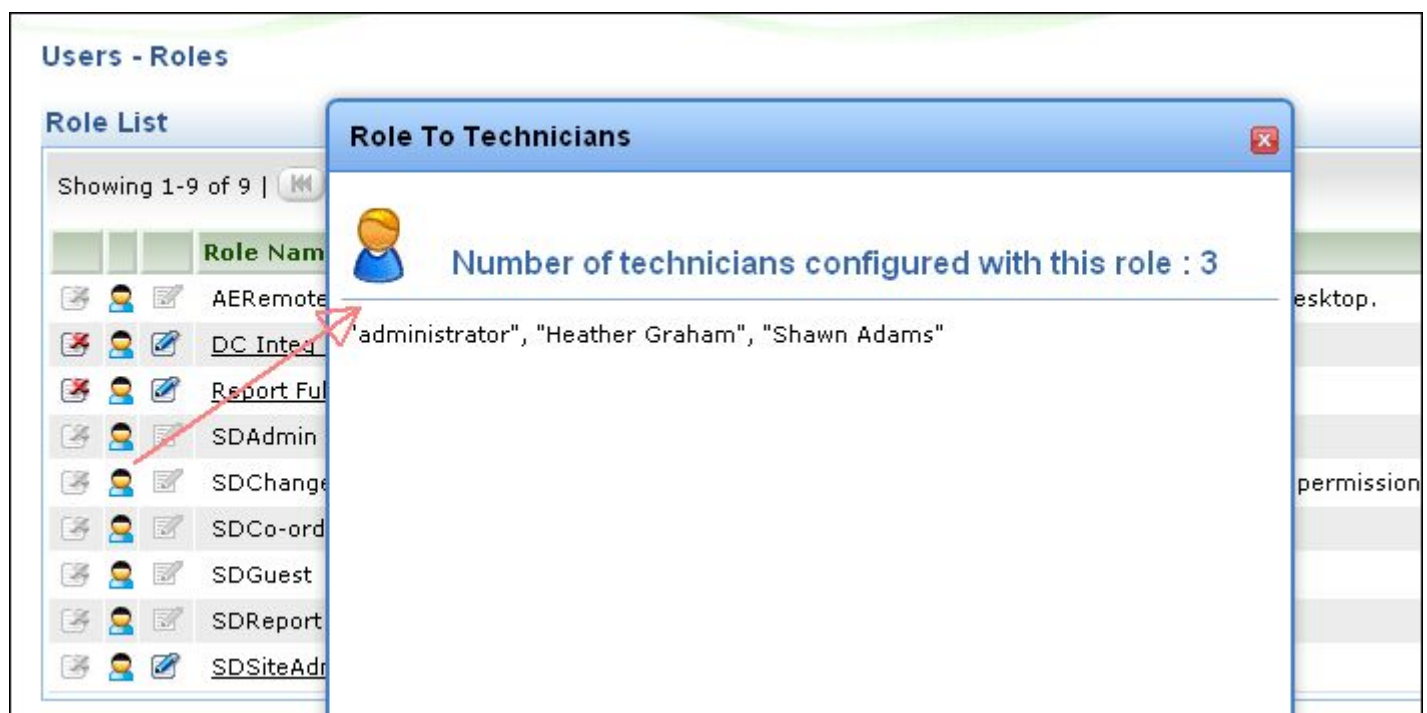 Users - Roles
Role List
Role To Technicians
Showing 1-9 of 9 |
Number of technicians configured with this role : 3
"administrator", "Heather Graham", "Shawn Adams"
Role Nam
AERemote
esktop.
DC Integ
Report Ful
SDAdmin
SDChange
permission
SDCo-ord
SDGuest
SDReport
SDSiteAdm